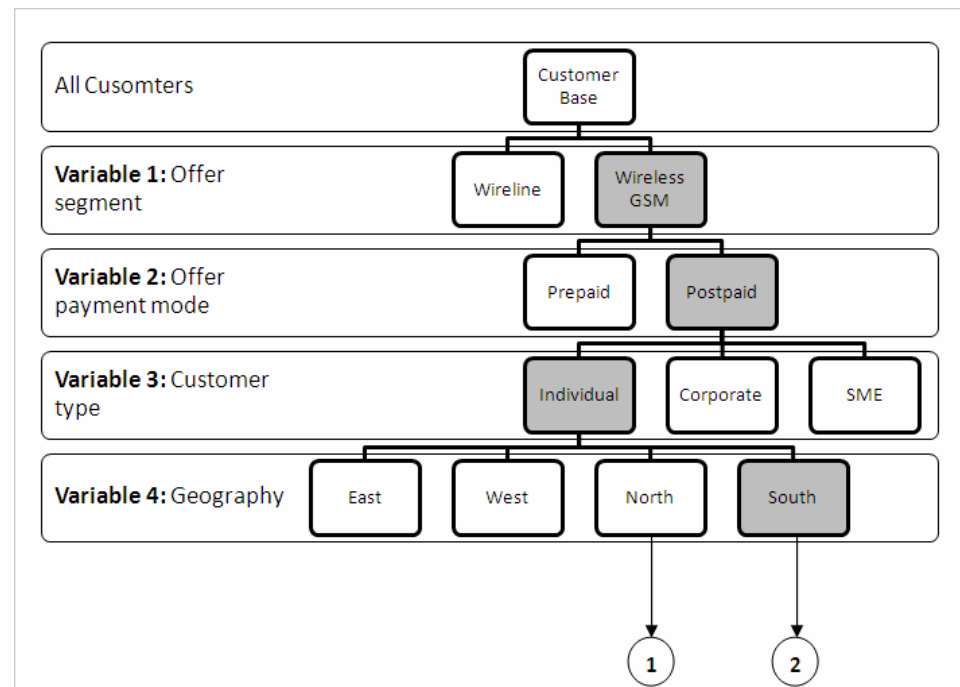 All Cusomters
Customer
Base
Variable 1: Offer
segment
Wireline
Wireless
GSM
Variable 2: Offer
payment mode
Prepaid
Postpaid
Variable 3: Customer
type
Individual
Corporate
SME
Variable 4: Geography
East
West
North
South
1
2